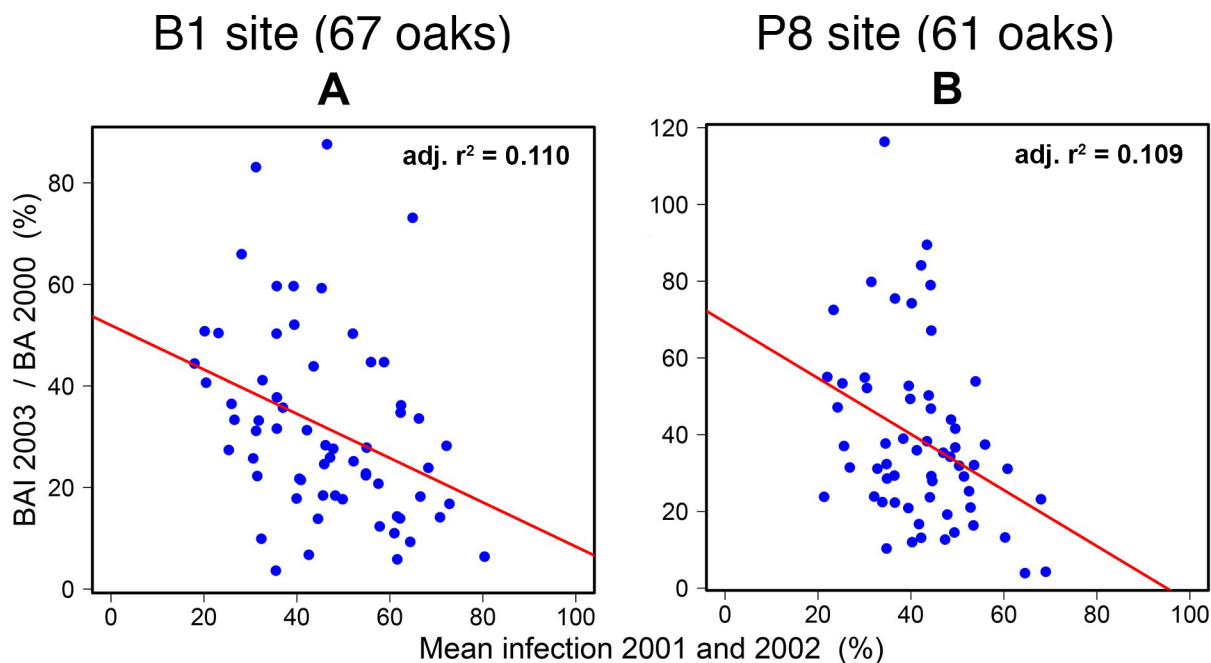 B1 site (67 oaks)
P8 site (61 oaks)
A
B
adj. r² = 0.110
adj. r² = 0.109
BAI 2003 / BA 2000 (%)
80
60
40
20
0
0 20 40 60 80 100
120
100
80
60
40
20
0
0 20 40 60 80 100
Mean infection 2001 and 2002 (%)